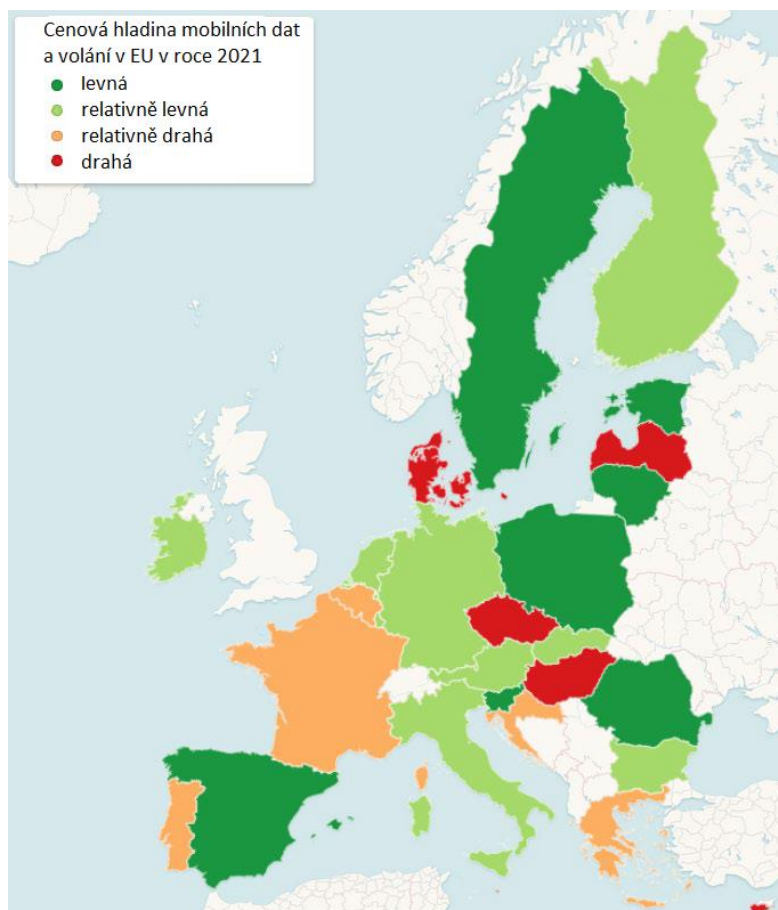 Cenová hladina mobilních dat
a volání v EU v roce 2021
levná
relativně levná
relativně drahá
drahá